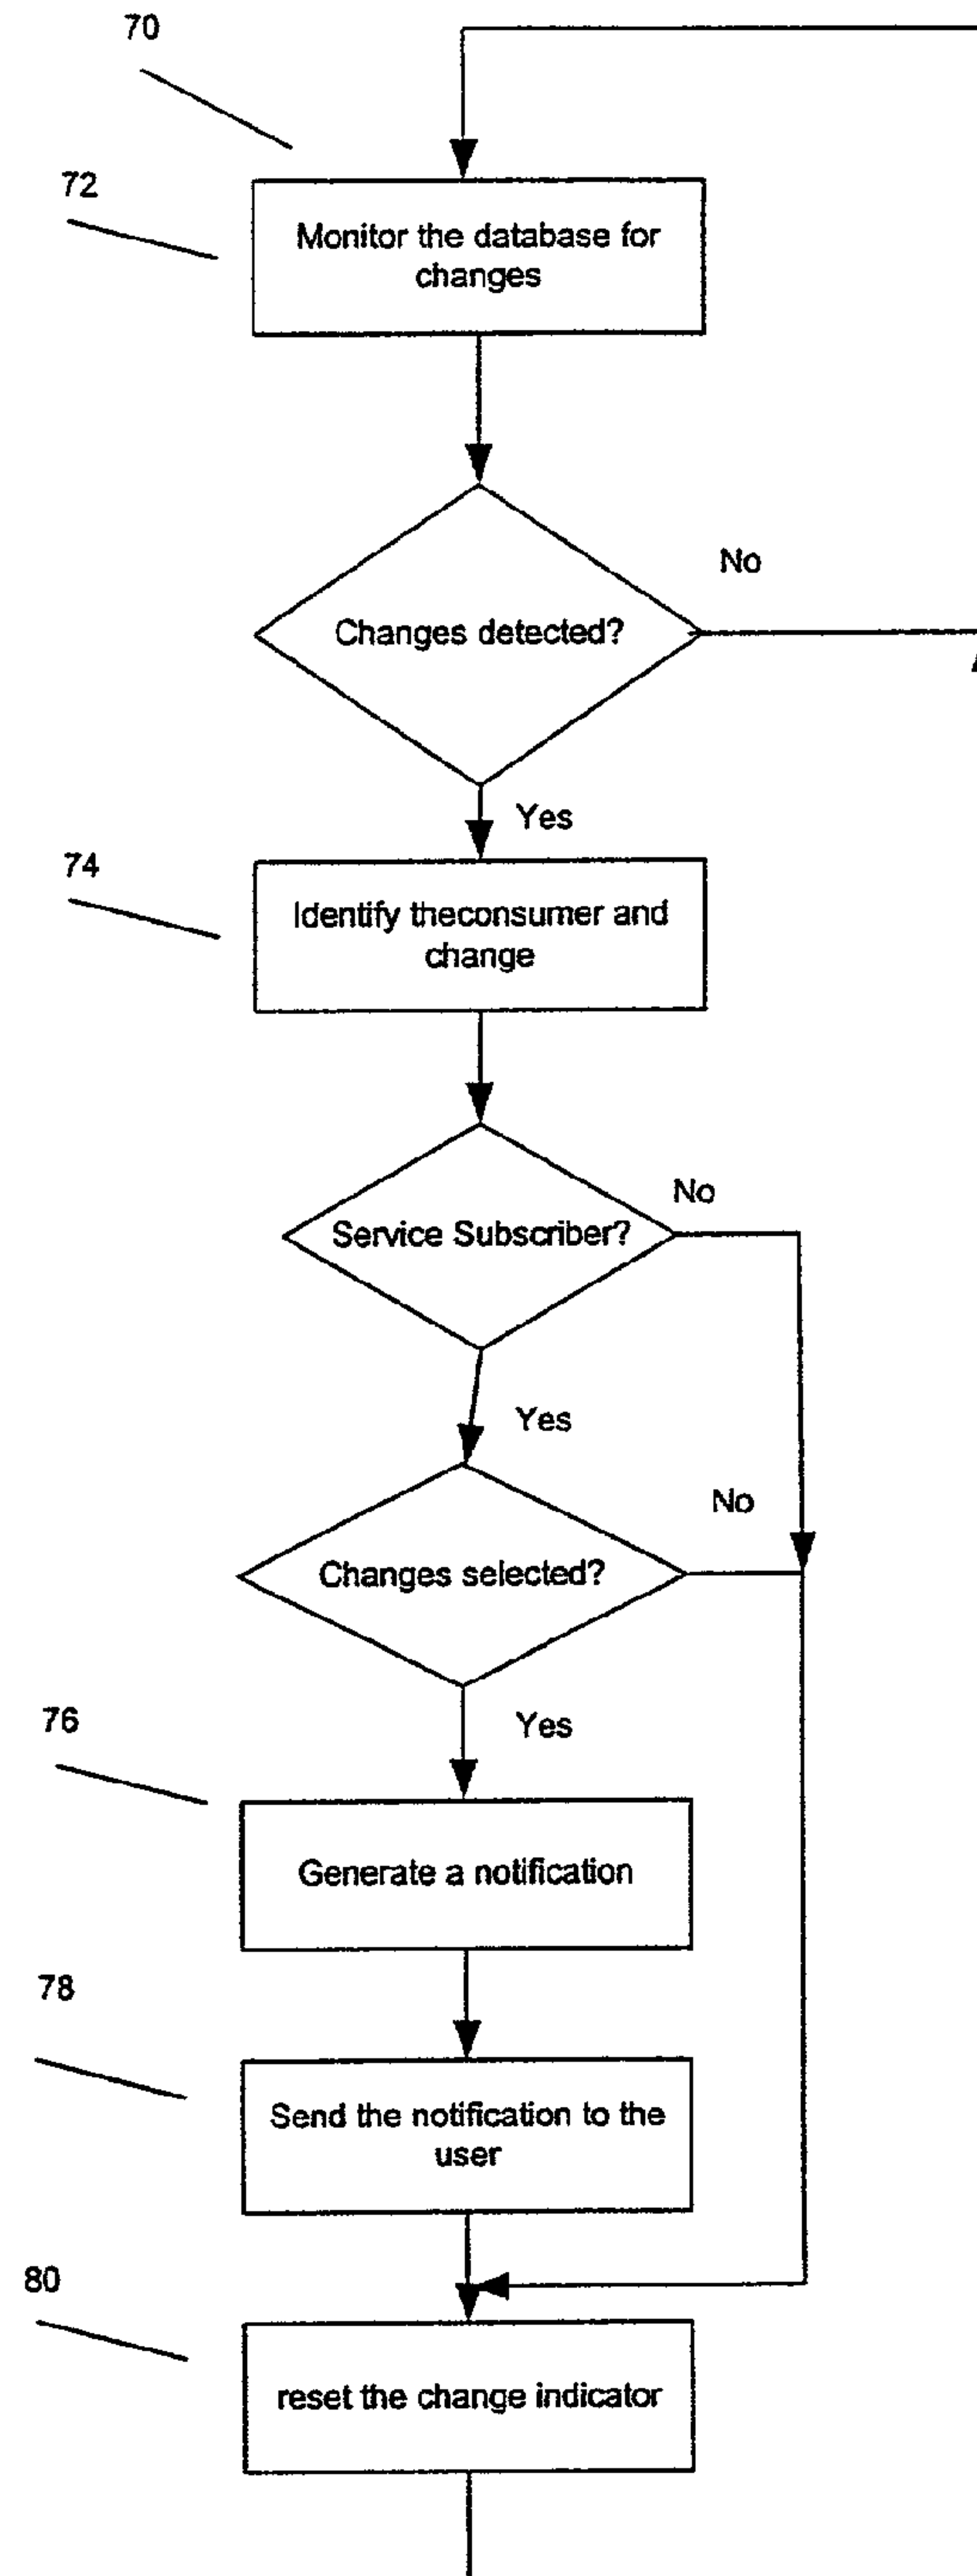 70
72
Monitor the database for
changes
No
Changes detected?
Yes
74
Identify theconsumer and
change
No
Service Subscriber?
Yes
No
Changes selected?
76
Yes
Generate a notification
78
Send the notification to the
user
80
reset the change indicator